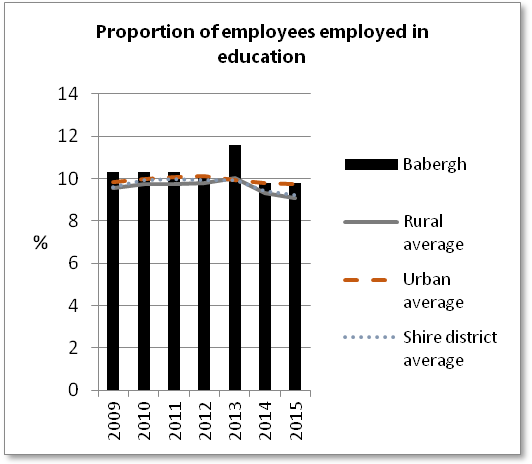 Proportion of employees employed in
education
14
12
10
8
6
4
2
0
%
2009
2010
2011
2012
2013
2014
2015
Babergh
Rural
average
Urban
average
Shire district
average